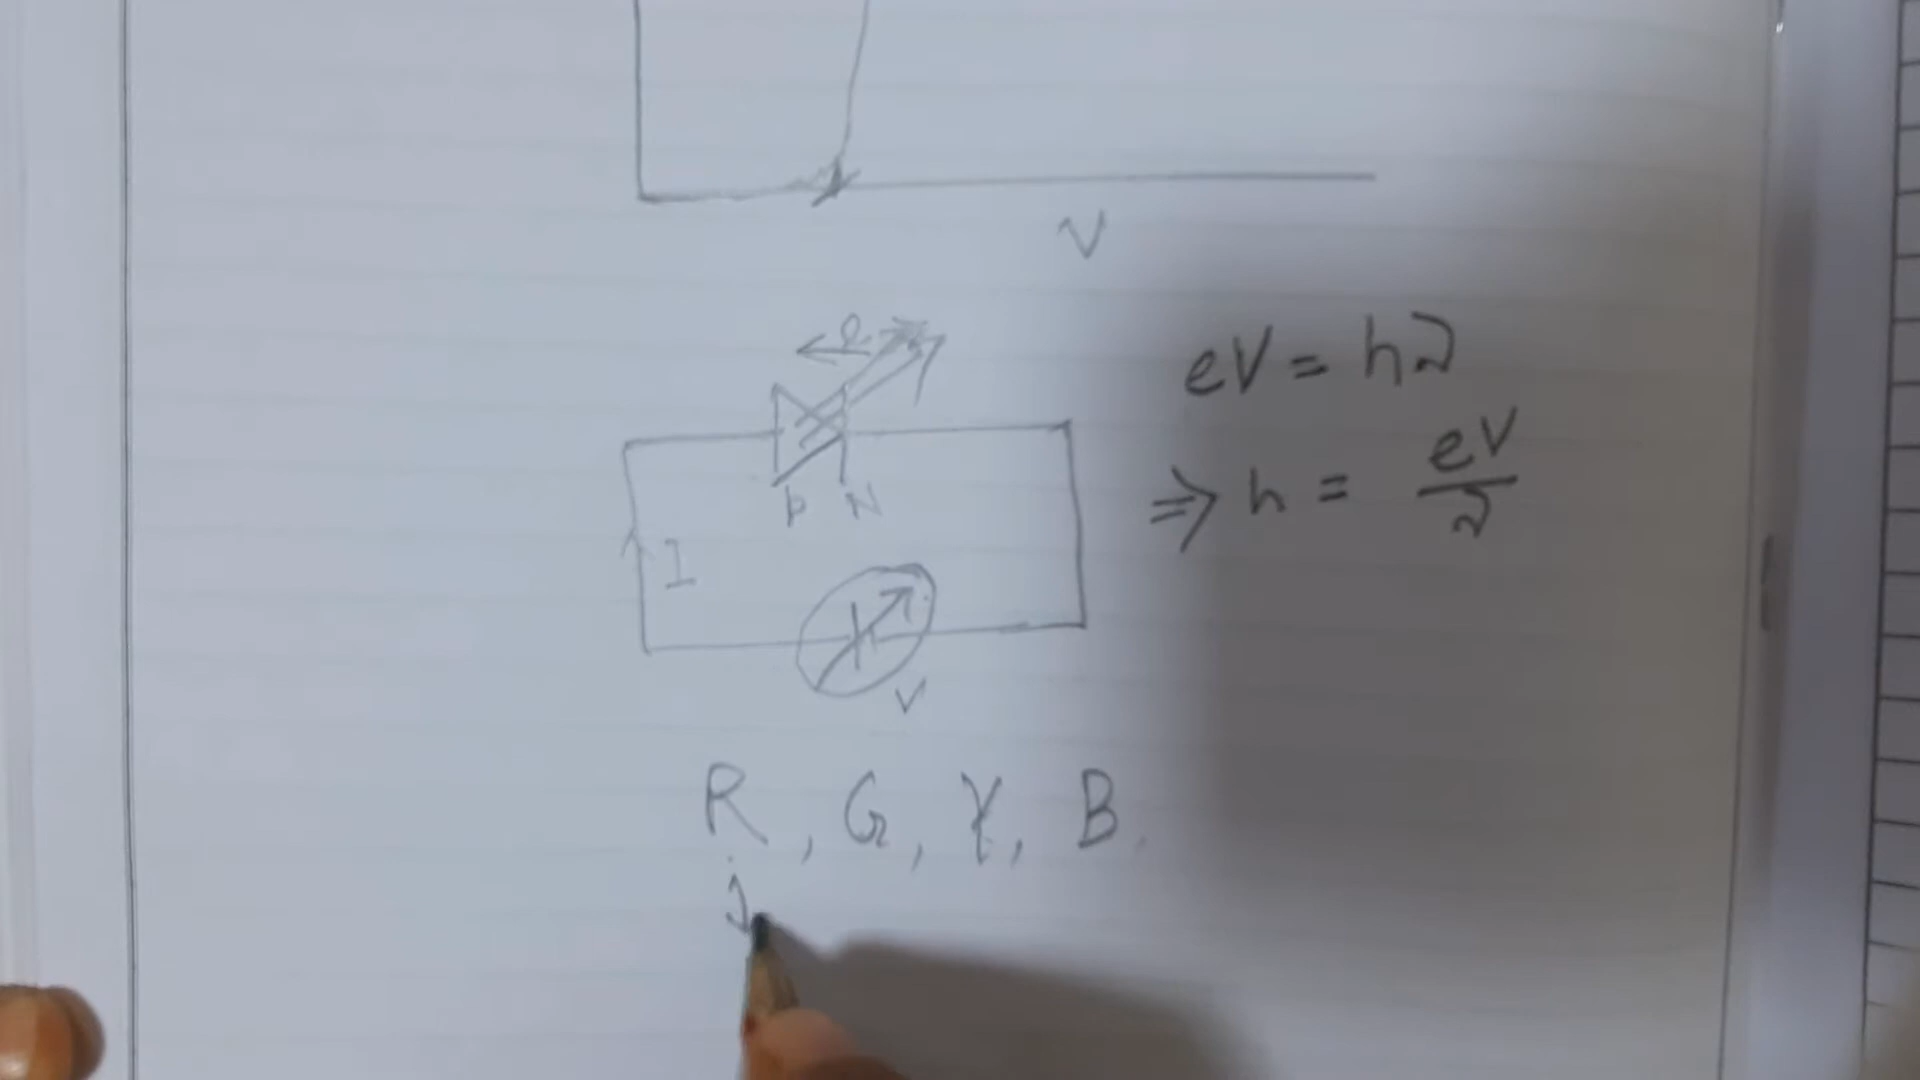 V
e
eV = hν
⇒ h = eV/ν
P N
I
V
R, G, Y, B